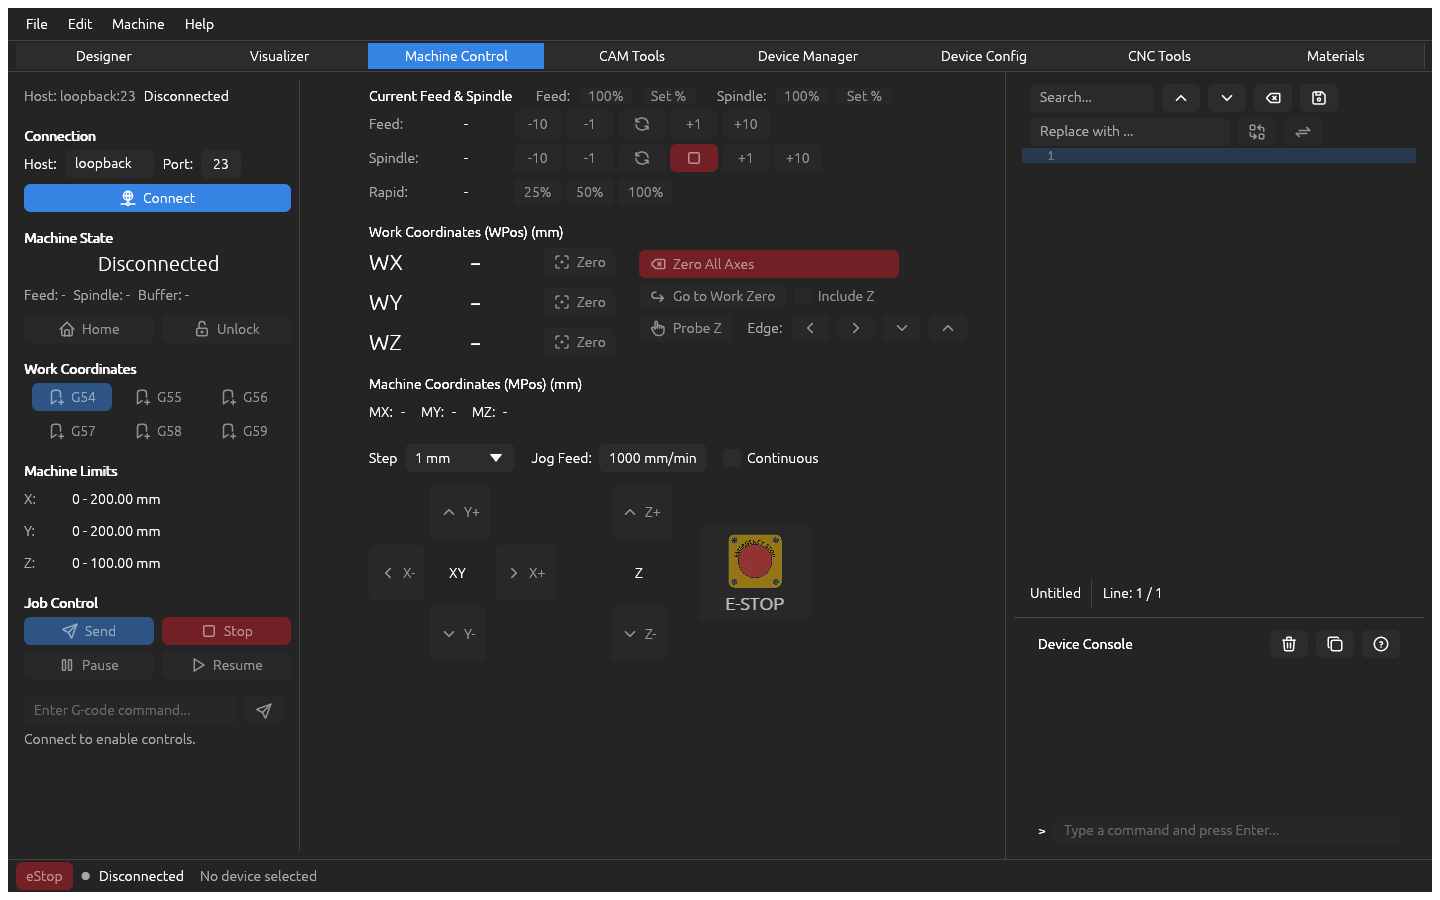 File Edit Machine Help
Designer Visualizer Machine Control CAM Tools Device Manager Device Config CNC Tools Materials
Host: loopback:23 Disconnected
Connection
Host: loopback Port: 23
Connect
Machine State
Disconnected
Feed: - Spindle: - Buffer: -
Home Unlock
Work Coordinates
G54 G55 G56
G57 G58 G59
Machine Limits
X: 0 - 200.00 mm
Y: 0 - 200.00 mm
Z: 0 - 100.00 mm
Job Control
Send Stop
Pause Resume
Enter G-code command...
Connect to enable controls.
Current Feed & Spindle Feed: 100% Set % Spindle: 100% Set %
Feed: - -10 -1 +1 +10
Spindle: - -10 -1 +1 +10
Rapid: - 25% 50% 100%
Work Coordinates (WPos) (mm)
WX - Zero
WY - Zero
WZ - Zero
Zero All Axes
Go to Work Zero Include Z
Probe Z Edge:
Machine Coordinates (MPos) (mm)
MX: - MY: - MZ: -
Step 1 mm Jog Feed: 1000 mm/min Continuous
Y+ Z+
X- XY X+ Z
Y- Z-
EMERGENCY STOP
E-STOP
Search...
Replace with ...
1
Untitled Line: 1 / 1
Device Console
> Type a command and press Enter...
eStop Disconnected No device selected